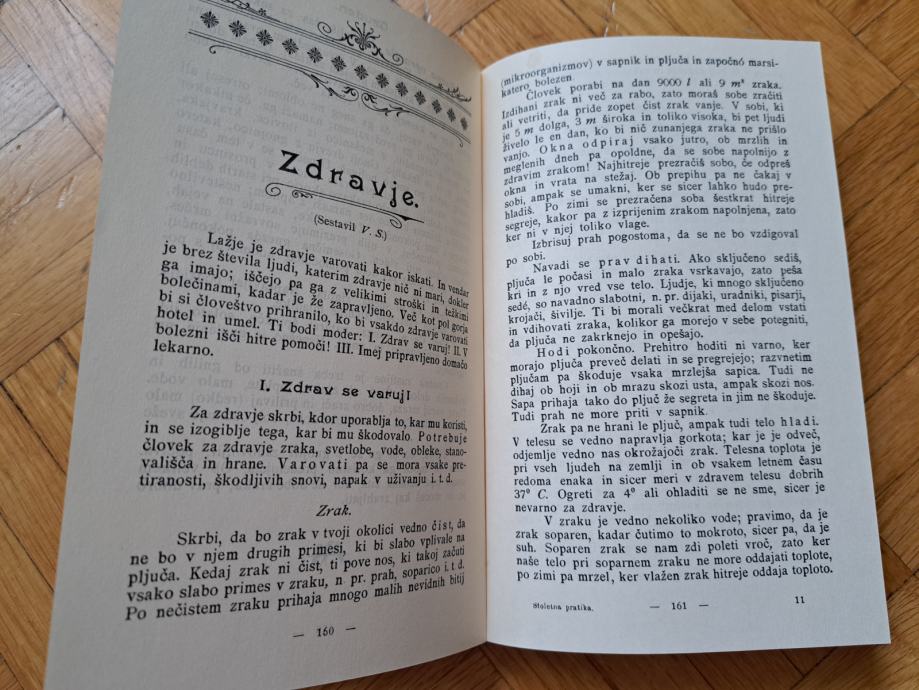 Zdravje.
(Sestavil V. S.)
Lažje je zdravje varovati kakor iskati. In vendar
je brez števila ljudi, katerim zdravje nič ni mari, dokler
ga imajo; iščejo pa ga z velikimi stroški in težkimi
bolečinami, kadar je že zapravljeno. Več kot pol gorja
bi si človeštvo prihranilo, ko bi vsakdo zdravje varovati
hotel in umel. Ti bodi moder: I. Zdrav se varuj! II. V
bolezni išči hitre pomoči! III. Imej pripravljeno domačo
lekarno.
I. Zdrav se varuj!
Za zdravje skrbi, kdor uporablja to, kar mu koristi,
in se izogiblje tega, kar bi mu škodovalo. Potrebuje
človek za zdravje zraka, svetlobe, vode, obleke, stano-
vališča in hrane. Varovati pa se mora vsake pre-
tiranosti, škodljivih snovi, napak v uživanju i. t. d.
Zrak.
Skrbi, da bo zrak v tvoji okolici vedno čist, da
ne bo v njem drugih primesi, ki bi slabo vplivale na
pljuča. Kedaj zrak ni čist, ti pove nos, ki takoj začuti
vsako slabo primes v zraku, n. pr. prah, soparico i. t. d.
Po nečistem zraku prihaja mnogo malih nevidnih bitij
— 160 —
(mikroorganizmov) v sapnik in pljuča in započnó marsi-
katero bolezen.
Človek porabi na dan 9000 l ali 9 m³ zraka.
Izdihani zrak ni več za rabo, zato moraš sobe zračiti
ali vetriti, da pride zopet čist zrak vanje. V sobi, ki
je 5 m dolga, 3 m široka in toliko visoka, bi pet ljudi
živelo le en dan, ko bi nič zunanjega zraka ne prišlo
vanjo. Okna odpiraj vsako jutro, ob mrzlih in
meglenih dneh pa opoldne, da se sobe napolnijo z
zdravim zrakom! Najhitreje prezračiš sobo, če odpreš
okna in vrata na stežaj. Ob prepihu pa ne čakaj v
sobi, ampak se umakni, ker se sicer lahko hudo pre-
hladiš. Po zimi se prezračena soba šestkrat hitreje
segreje, kakor pa z izprijenim zrakom napolnjena, zato
ker ni v njej toliko vlage.
Izbrisuj prah pogostoma, da se ne bo vzdigoval
po sobi.
Navadi se prav dihati. Ako sključeno sediš,
pljuče le počasi in malo zraka vsrkavajo, zato peša
kri in z njo vred vse telo. Ljudje, ki mnogo sključeno
sedé, so navadno slabotni, n. pr. dijaki, uradniki, pisarji,
krojači, šivilje. Ti bi morali večkrat med delom vstati
in vdihovati zraka, kolikor ga morejo v sebe potegniti,
da pljuča ne zakrknejo in opešajo.
Hodi pokončno. Prehitro hoditi ni varno, ker
morajo pljuča preveč delati in se pregrejejo; razvnetim
pljučam pa škoduje vsaka mrzlejša sapica. Tudi ne
dihaj ob hoji in ob mrazu skozi usta, ampak skozi nos.
Sapa prihaja tako do pljuč že segreta in jim ne škoduje.
Tudi prah ne more priti v sapnik.
Zrak pa ne hrani le pljuč, ampak tudi telo hladi.
V telesu se vedno napravlja gorkota; kar je je odveč,
odjemlje vedno nas okrožajoči zrak. Telesna toplota je
pri vseh ljudeh na zemlji in ob vsakem letnem času
redoma enaka in sicer meri v zdravem telesu dobrih
37° C. Ogreti za 4° ali ohladiti se ne sme, sicer je
nevarno za zdravje.
V zraku je vedno nekoliko vode; pravimo, da je
zrak soparen, kadar čutimo to mokroto, sicer pa, da je
suh. Soparen zrak se nam zdi poleti vroč, zato ker
naše telo pri soparnem zraku ne more oddajati toplote,
po zimi pa mrzel, ker vlažen zrak hitreje oddaja toploto.
Stoletna pratika. — 161 — 11